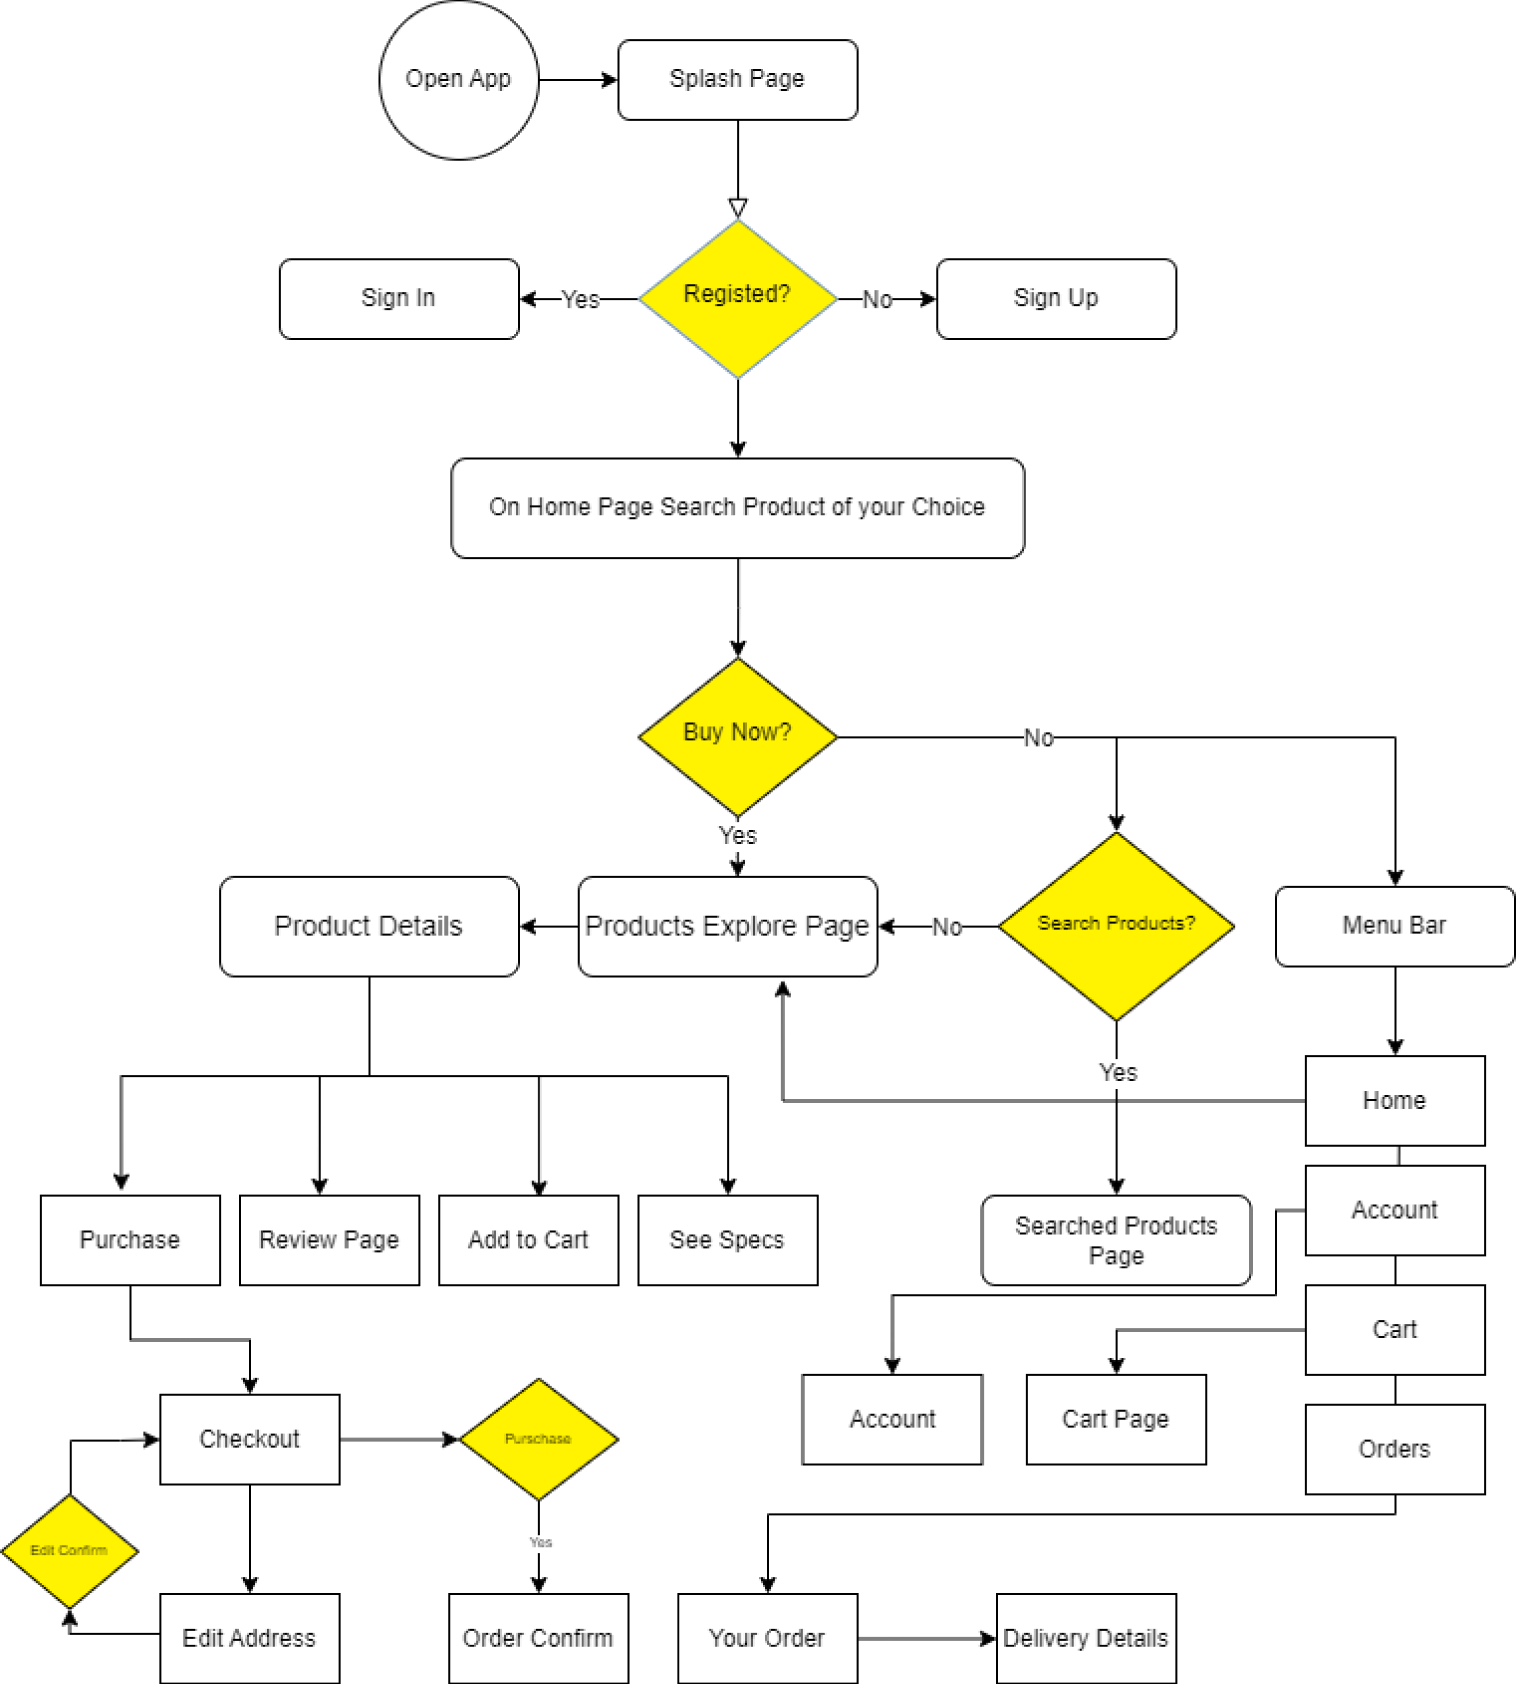 Open App
Splash Page
Sign In
Yes
Registed?
No
Sign Up
On Home Page Search Product of your Choice
Buy Now?
No
Yes
Product Details
Products Explore Page
No
Search Products?
Menu Bar
Yes
Home
Purchase
Review Page
Add to Cart
See Specs
Searched Products
Page
Account
Cart
Checkout
Purschase
Account
Cart Page
Orders
Edit Confirm
Yes
Edit Address
Order Confirm
Your Order
Delivery Details